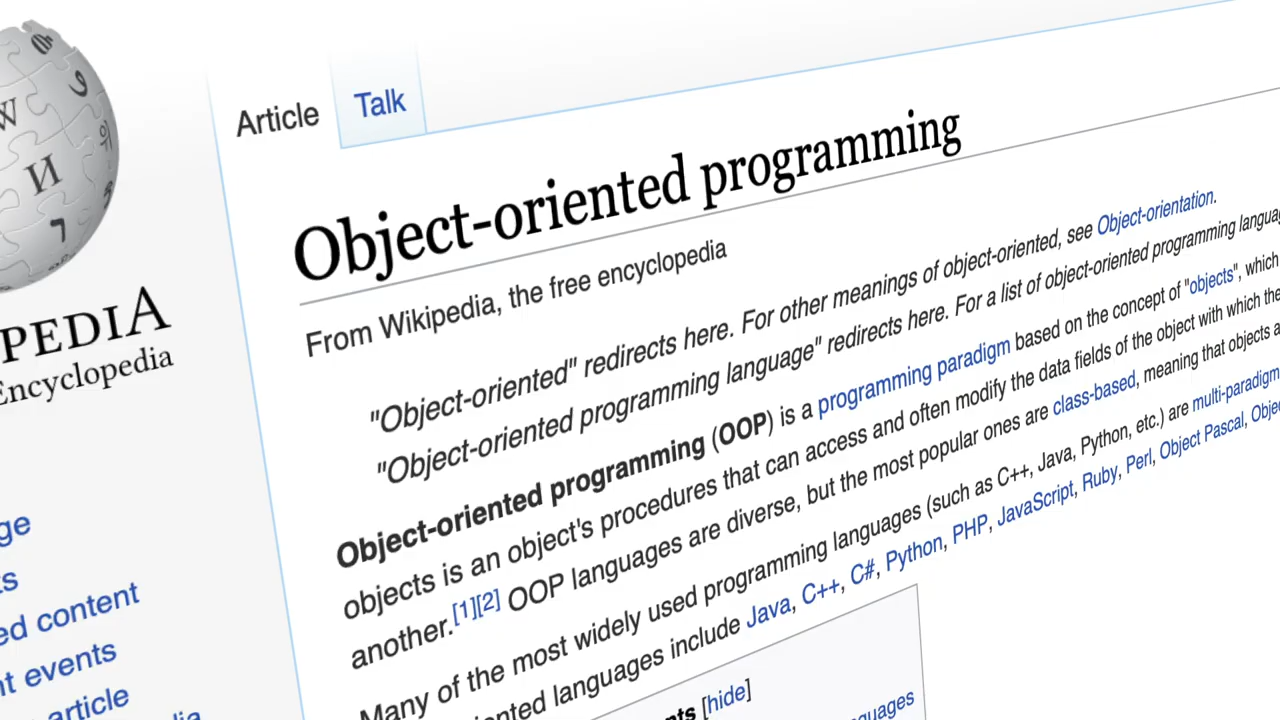 W
И
PEDIA
Encyclopedia
Article
Talk
Object-oriented programming
From Wikipedia, the free encyclopedia
"Object-oriented" redirects here. For other meanings of object-oriented, see Object-orientation.
"Object-oriented programming language" redirects here. For a list of object-oriented programming
Object-oriented programming (OOP) is a programming paradigm based on the concept of "objects", which
objects is an object's procedures that can access and often modify the data fields of the object with which the
another.[1][2] OOP languages are diverse, but the most popular ones are class-based, meaning that objects
Many of the most widely used programming languages (such as C++, Java, Python, etc.) are multi-paradigm
languages include Java, C++, C#, Python, PHP, JavaScript, Ruby, Perl, Object Pascal,
[hide]
content
events
article